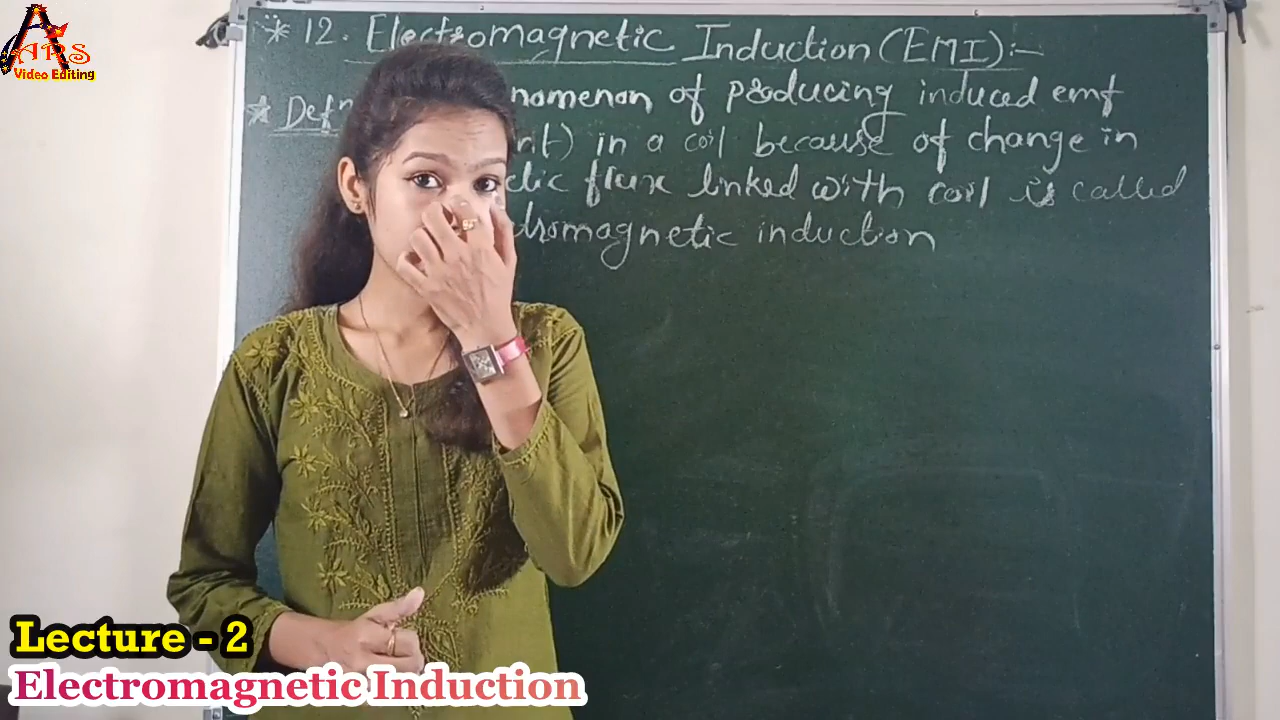 ARS
Video Editing
* 12. Electromagnetic Induction (EMI):-
* Defn nomenon of producing induced emf
in a coil because of change in
flux linked with coil is called
induction
Lecture - 2
Electromagnetic Induction